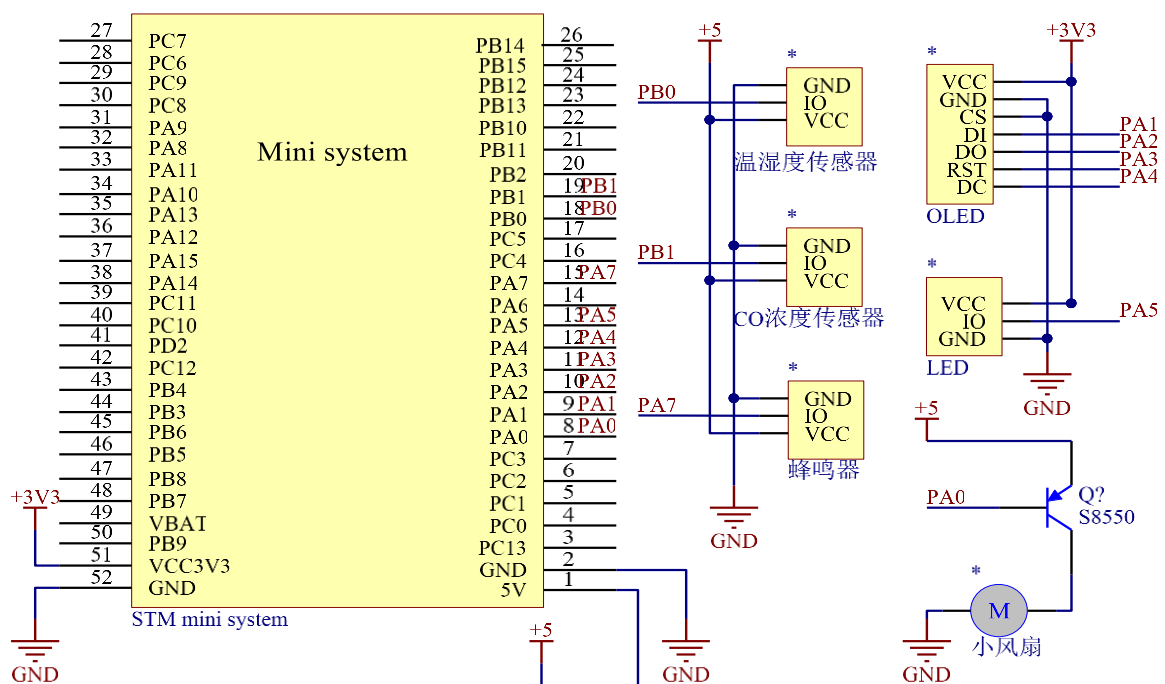 Mini system
27 PC7
28 PC6
29 PC9
30 PC8
31 PA9
32 PA8
33 PA11
34 PA10
35 PA13
36 PA12
37 PA15
38 PA14
39 PC11
40 PC10
41 PD2
42 PC12
43 PB4
44 PB3
45 PB6
46 PB5
47 PB8
48 PB7
49 VBAT
50 PB9
51 VCC3V3
52 GND
+3V3
GND
STM mini system
PB14 26
PB15 25
PB12 24
PB13 23
PB10 22
PB11 21
PB2 20
PB1 19 PB1
PB0 18 PB0
PC5 17
PC4 16
PA7 15 PA7
PA6 14
PA5 13 PA5
PA4 12 PA4
PA3 11 PA3
PA2 10 PA2
PA1 9 PA1
PA0 8 PA0
PC3 7
PC2 6
PC1 5
PC0 4
PC13 3
GND 2
5V 1
+5
GND
+5
*
PB0
GND
IO
VCC
温湿度传感器
*
PB1
GND
IO
VCC
CO浓度传感器
*
PA7
GND
IO
VCC
蜂鸣器
GND
+3V3
*
VCC
GND
CS
DI PA1
DO PA2
RST PA3
DC PA4
OLED
*
VCC
IO PA5
GND
LED
GND
+5
PA0
Q?
S8550
*
M
小风扇
GND